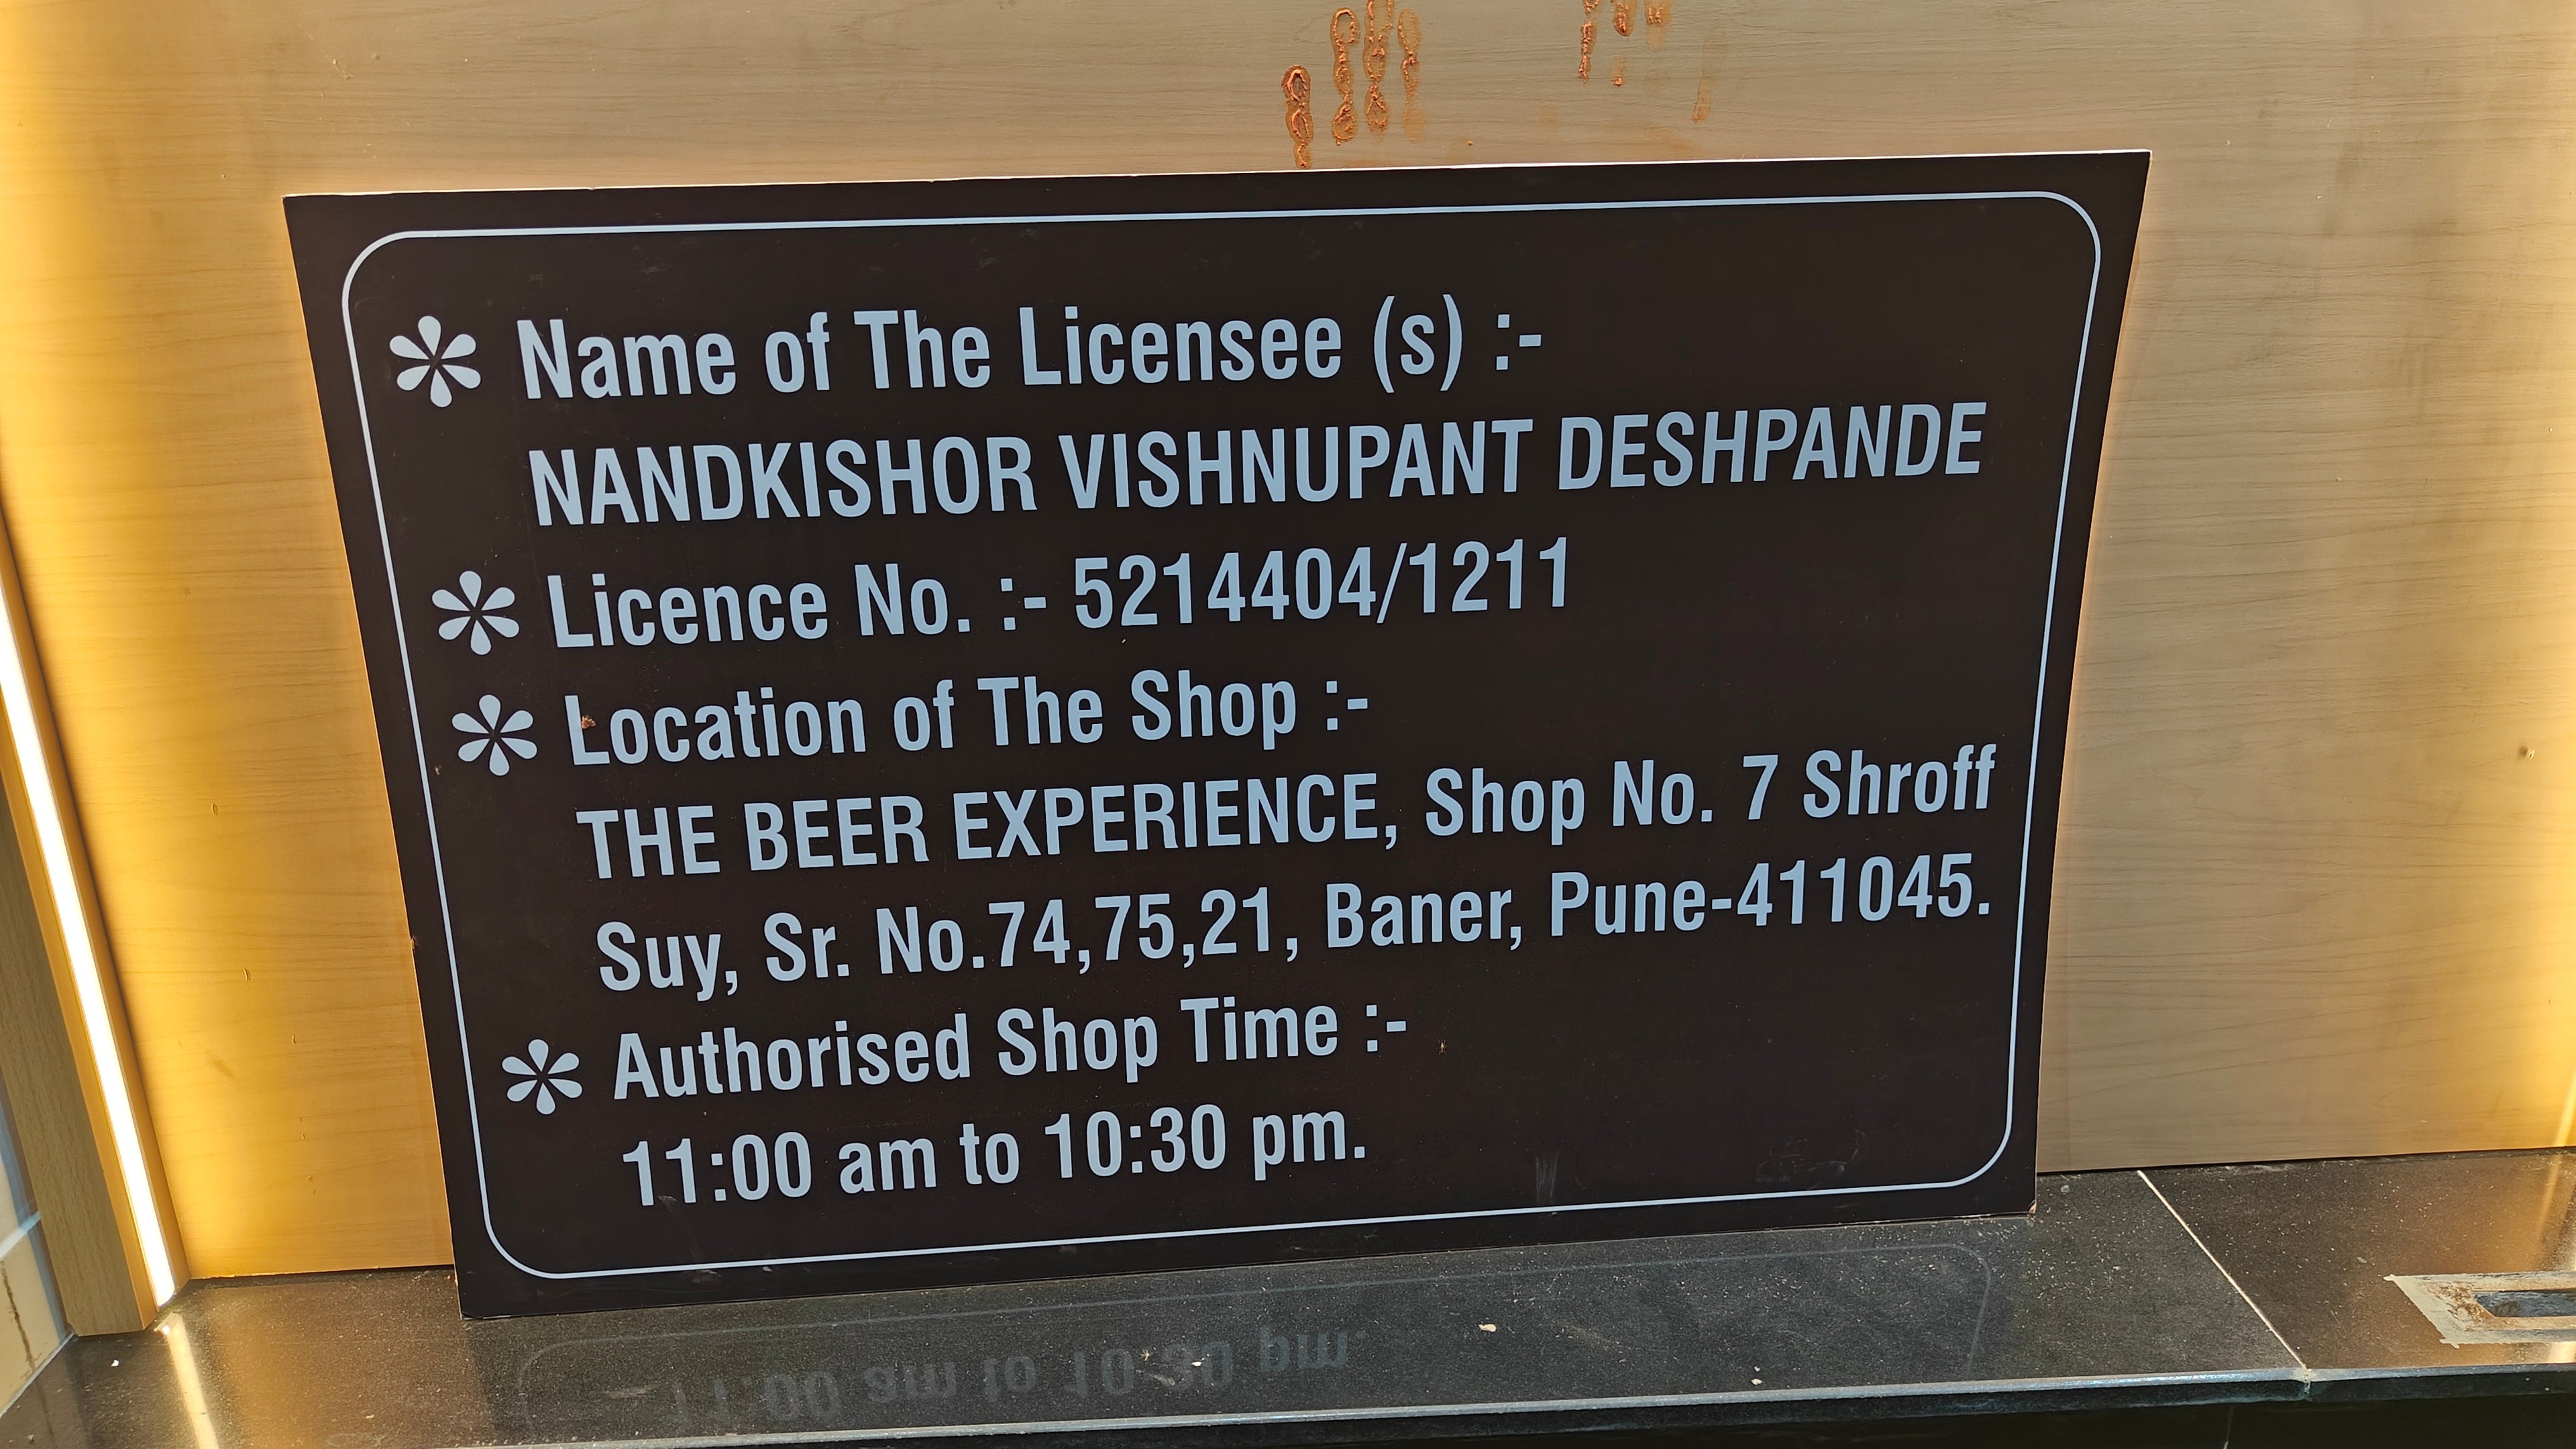 * Name of The Licensee (s) :-
NANDKISHOR VISHNUPANT DESHPANDE
* Licence No. :- 5214404/1211
* Location of The Shop :-
THE BEER EXPERIENCE, Shop No. 7 Shroff
Suy, Sr. No.74,75,21, Baner, Pune-411045.
* Authorised Shop Time :-
11:00 am to 10:30 pm.